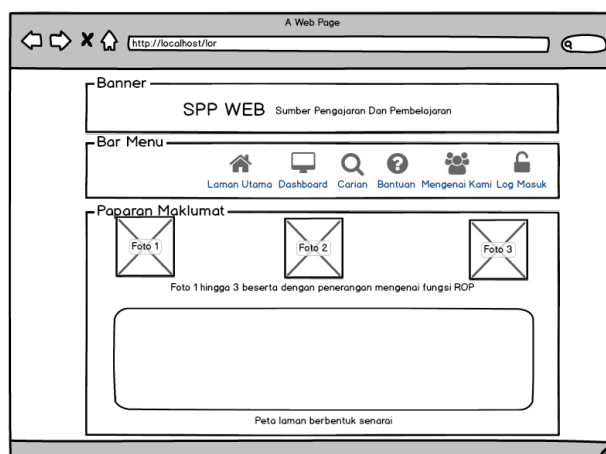 A Web Page
http://localhost/lor
Banner
SPP WEB Sumber Pengajaran Dan Pembelajaran
Bar Menu
Laman Utama Dashboard Carian Bantuan Mengenai Kami Log Masuk
Paparan Maklumat
Foto 1 Foto 2 Foto 3
Foto 1 hingga 3 beserta dengan penerangan mengenai fungsi ROP
Peta laman berbentuk senarai